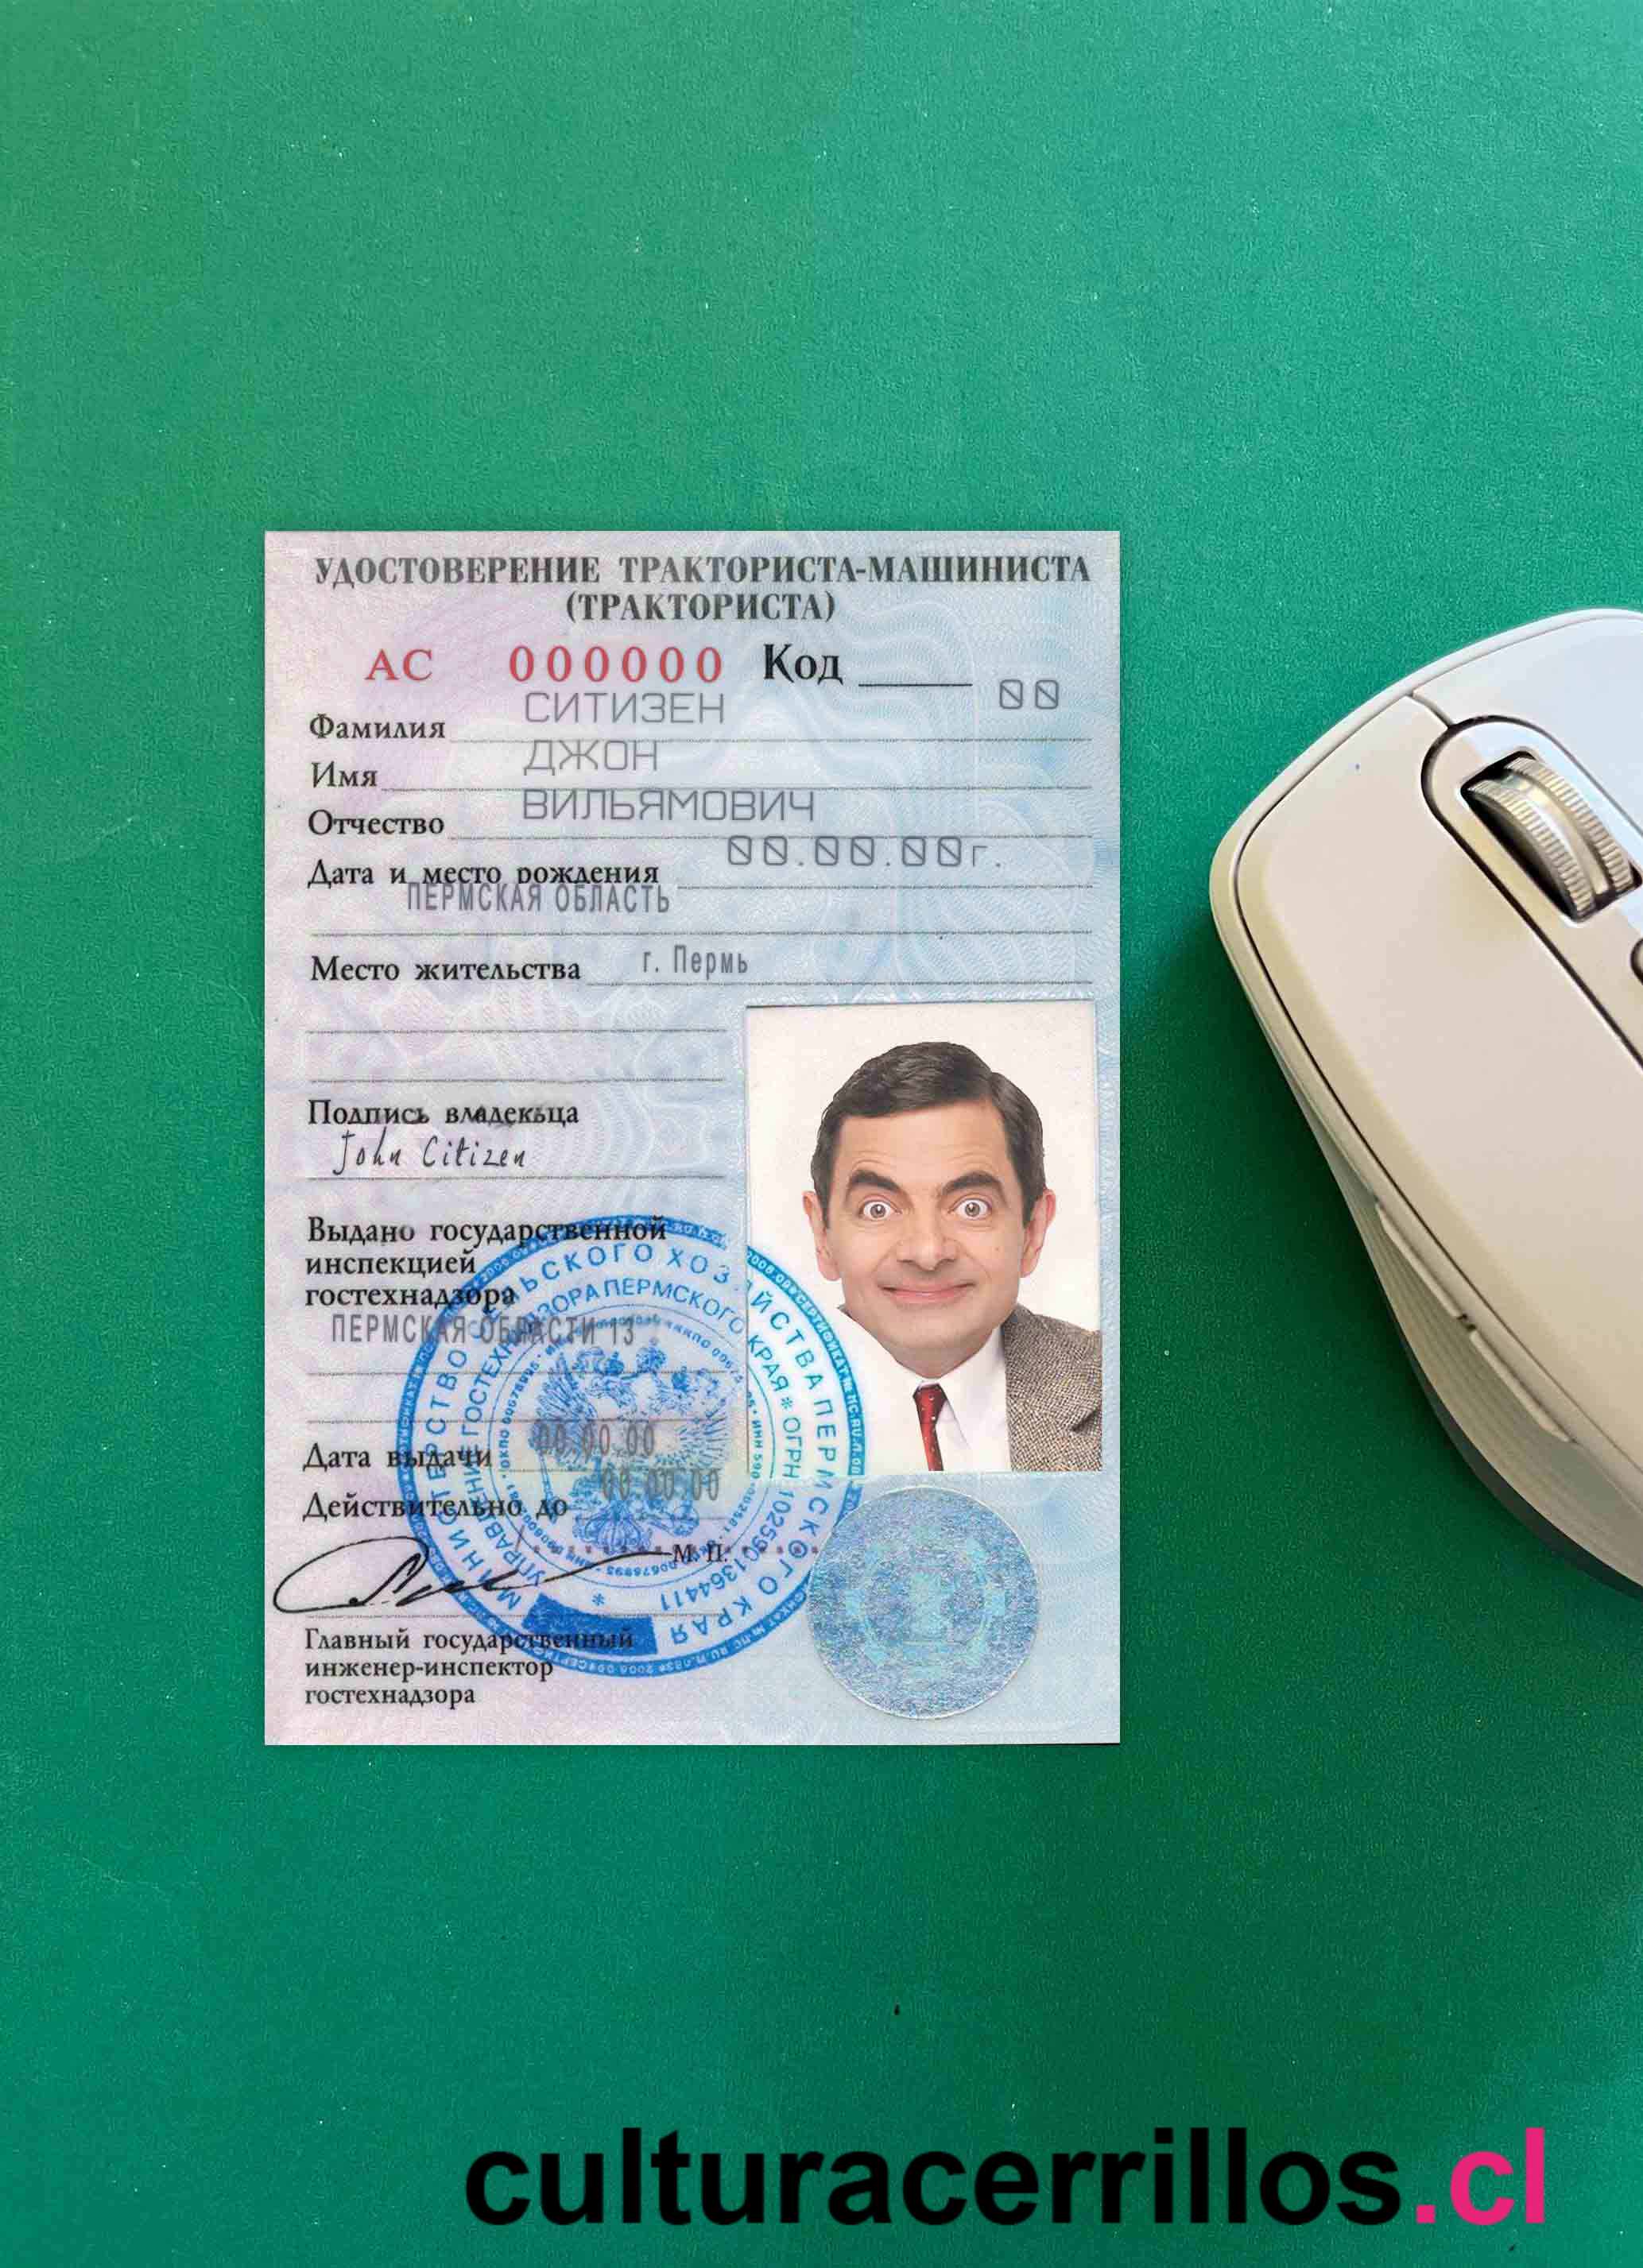 УДОСТОВЕРЕНИЕ ТРАКТОРИСТА-МАШИНИСТА
(ТРАКТОРИСТА)
АС 000000 Код 00
Фамилия СИТИЗЕН
Имя ДЖОН
Отчество ВИЛЬЯМОВИЧ
Дата и место рождения 00.00.00г.
ПЕРМСКАЯ ОБЛАСТЬ
Место жительства г. Пермь
Подпись владельца
John Citizen
Выдано государственной
инспекцией
гостехнадзора
ПЕРМСКАЯ ОБЛАСТИ 13
Дата выдачи 00.00.00
Действительно до 00.00.00
М. П.
Главный государственный
инженер-инспектор
гостехнадзора
МИНИСТЕРСТВО СЕЛЬСКОГО ХОЗЯЙСТВА ПЕРМСКОГО КРАЯ
УПРАВЛЕНИЕ ГОСТЕХНАДЗОРА ПЕРМСКОГО КРАЯ * ОГРН 1025901364411 *
culturacerrillos.cl